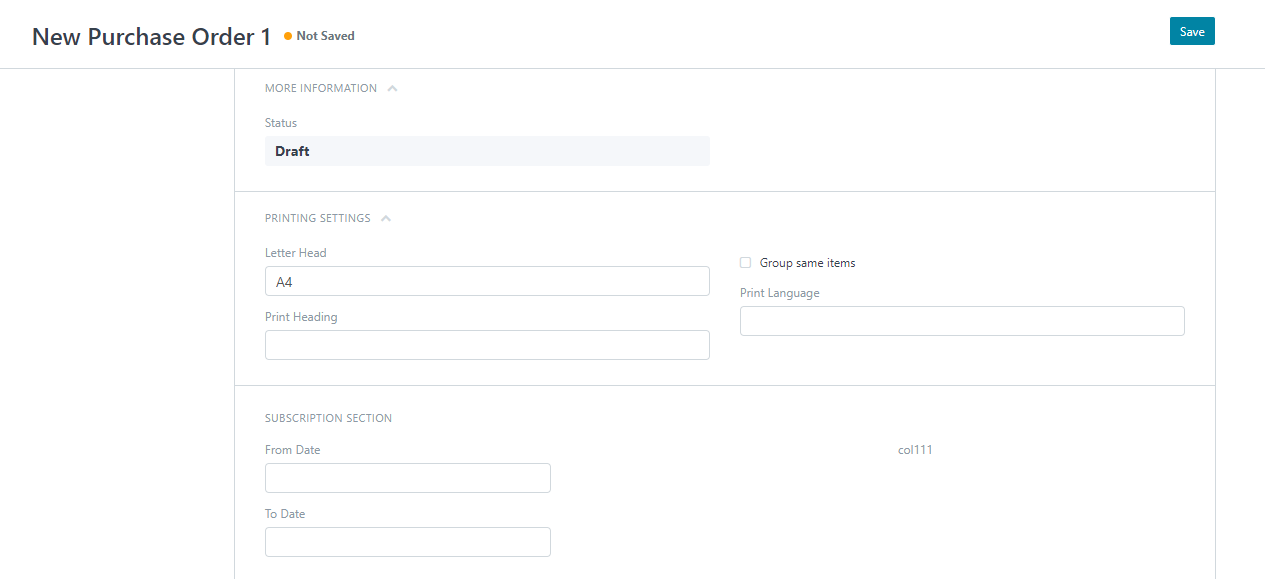 New Purchase Order 1 Not Saved Save
MORE INFORMATION
Status
Draft
PRINTING SETTINGS
Letter Head
A4
Group same items
Print Language
Print Heading
SUBSCRIPTION SECTION
From Date col111
To Date